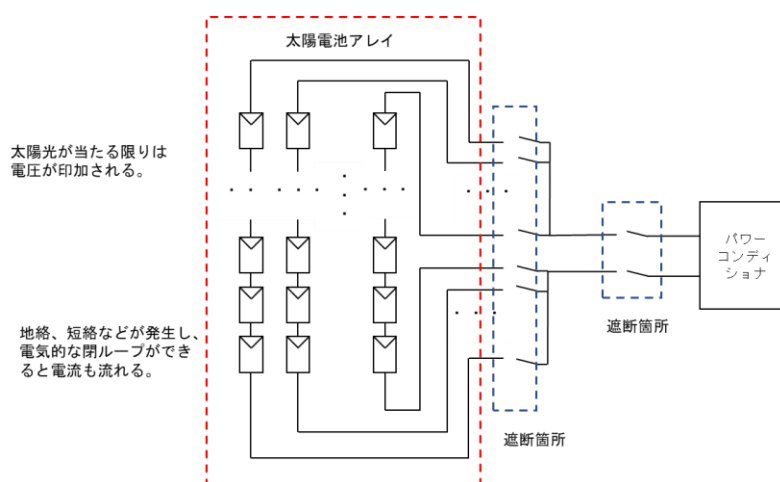 太陽電池アレイ
太陽光が当たる限りは
電圧が印加される。
地絡、短絡などが発生し、
電気的な閉ループができ
ると電流も流れる。
遮断箇所
遮断箇所
パワー
コンディ
ショナ